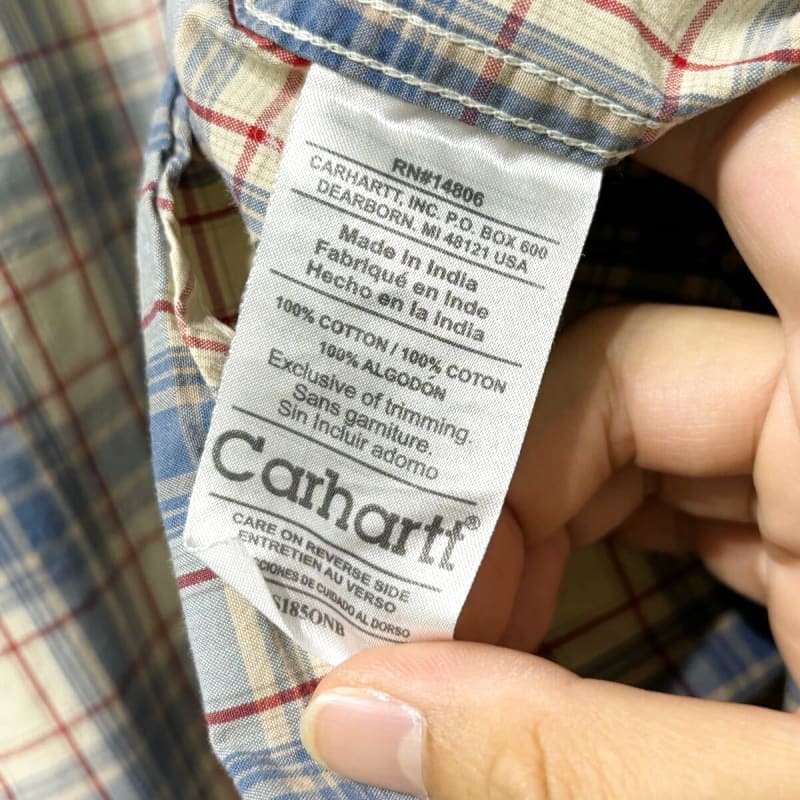 RN#14806
CARHARTT, INC. P.O. BOX 600
DEARBORN, MI 48121 USA
Made In India
Fabriqué en Inde
Hecho en la India
100% COTTON / 100% COTON
100% ALGODÓN
Exclusive of trimming.
Sans garniture.
Sin Incluir adorno
Carhartt®
CARE ON REVERSE SIDE
ENTRETIEN AU VERSO
DE CUIDADO AL DORSO